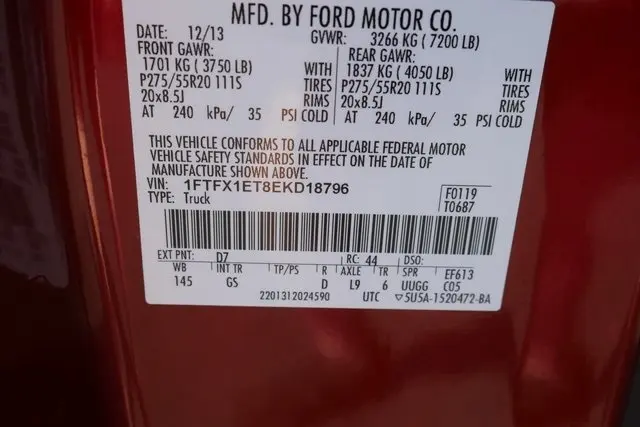 MFD. BY FORD MOTOR CO.
DATE: 12/13 GVWR: 3266 KG ( 7200 LB)
FRONT GAWR: REAR GAWR:
1701 KG ( 3750 LB) WITH 1837 KG ( 4050 LB) WITH
P275/55R20 111S TIRES P275/55R20 111S TIRES
20x8.5J RIMS 20x8.5J RIMS
AT 240 kPa/ 35 PSI COLD AT 240 kPa/ 35 PSI COLD
THIS VEHICLE CONFORMS TO ALL APPLICABLE FEDERAL MOTOR
VEHICLE SAFETY STANDARDS IN EFFECT ON THE DATE OF
MANUFACTURE SHOWN ABOVE.
VIN: 1FTFX1ET8EKD18796 F0119
TYPE: Truck T0687
EXT PNT: D7 RC: 44 DSO:
WB INT TR TP/PS R AXLE TR SPR EF613
145 GS D L9 6 UUGG C05
2201312024590 UTC ▽5U5A-1520472-BA